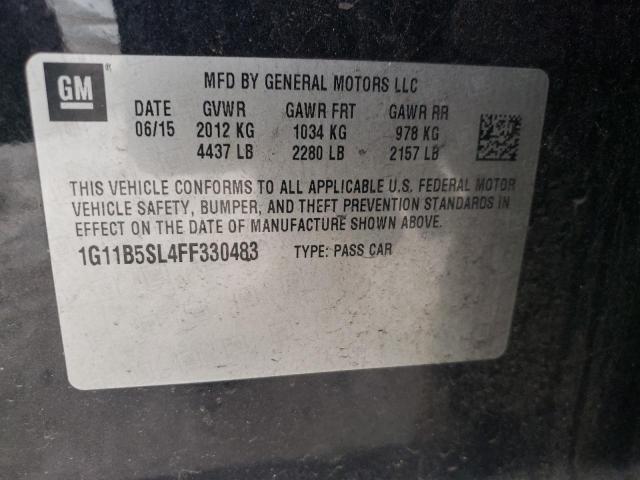 GM ®
MFD BY GENERAL MOTORS LLC
DATE GVWR GAWR FRT GAWR RR
06/15 2012 KG 1034 KG 978 KG
4437 LB 2280 LB 2157 LB
THIS VEHICLE CONFORMS TO ALL APPLICABLE U.S. FEDERAL MOTOR
VEHICLE SAFETY, BUMPER, AND THEFT PREVENTION STANDARDS IN
EFFECT ON THE DATE OF MANUFACTURE SHOWN ABOVE.
1G11B5SL4FF330483 TYPE: PASS CAR